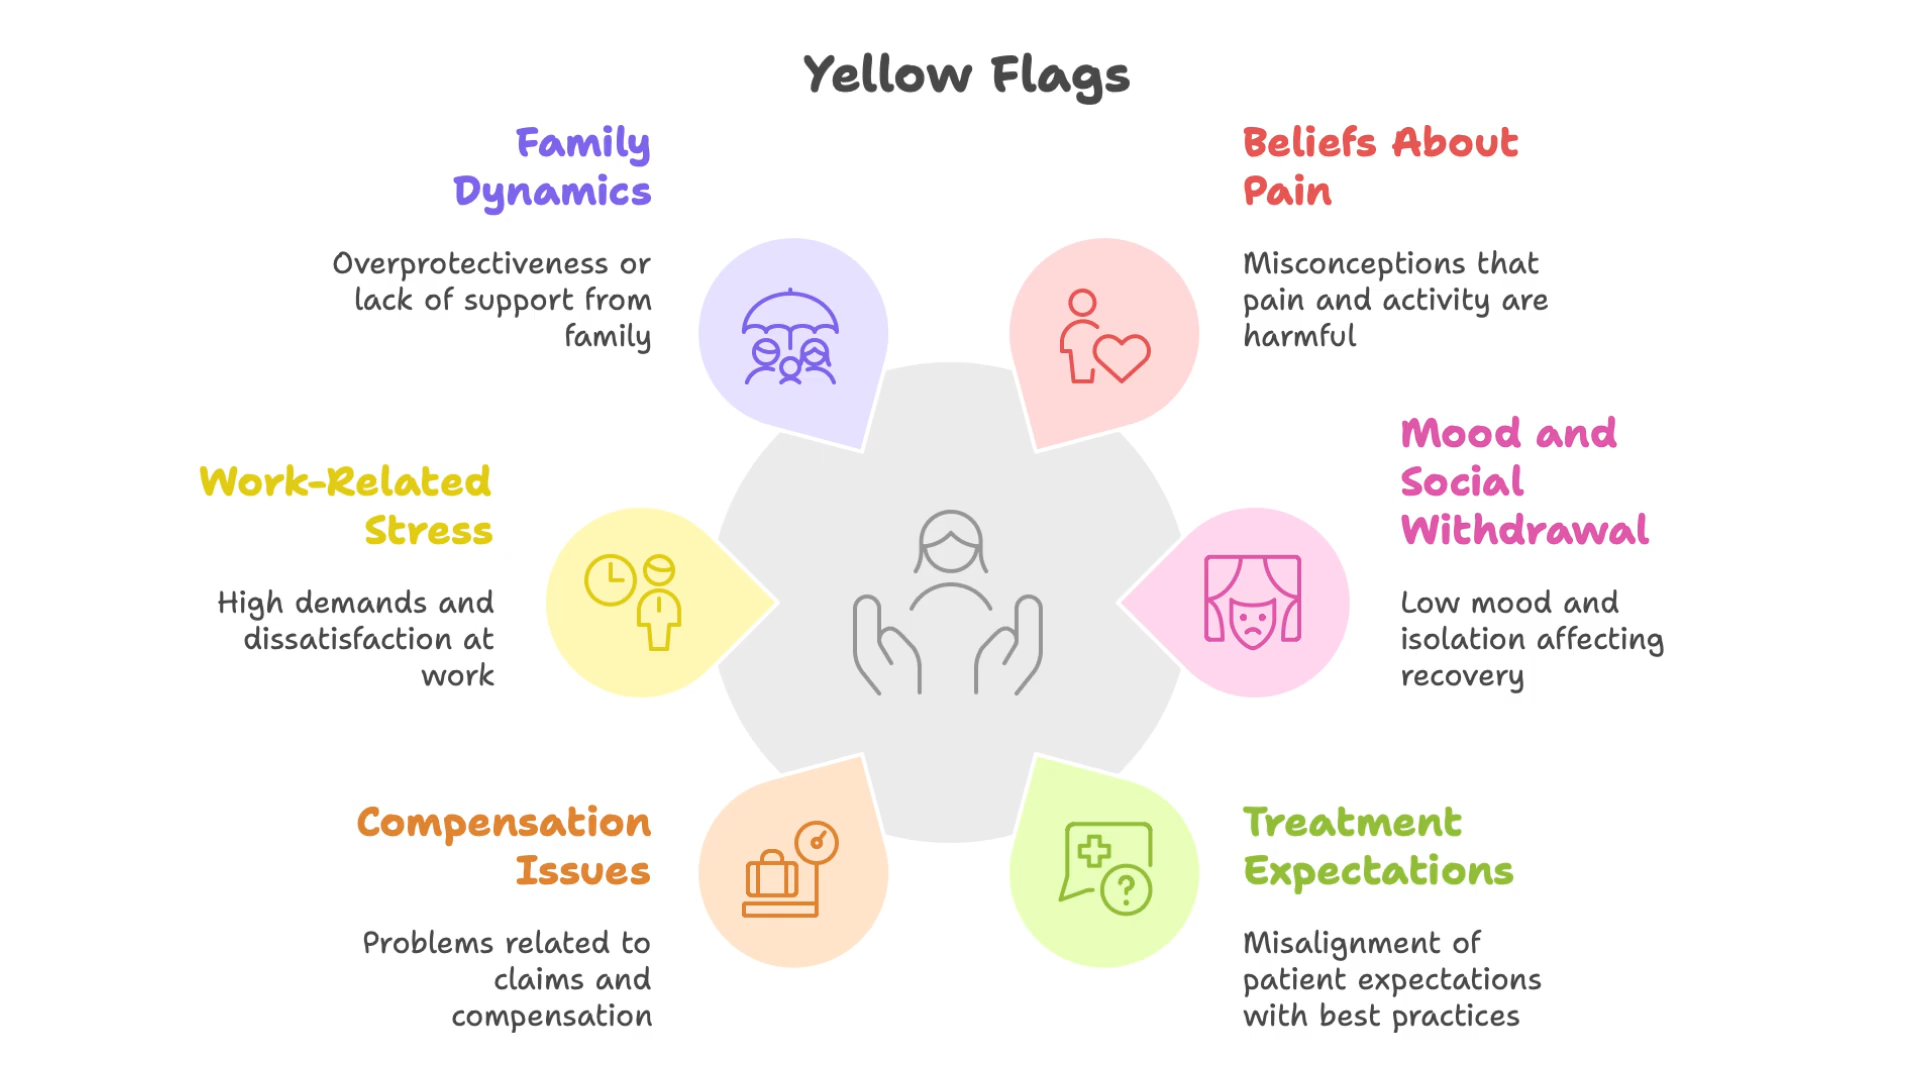 Yellow Flags
Family
Dynamics
Overprotectiveness or
lack of support from
family
Beliefs About
Pain
Misconceptions that
pain and activity are
harmful
Work-Related
Stress
High demands and
dissatisfaction at
work
Mood and
Social
Withdrawal
Low mood and
isolation affecting
recovery
Compensation
Issues
Problems related to
claims and
compensation
Treatment
Expectations
Misalignment of
patient expectations
with best practices
?